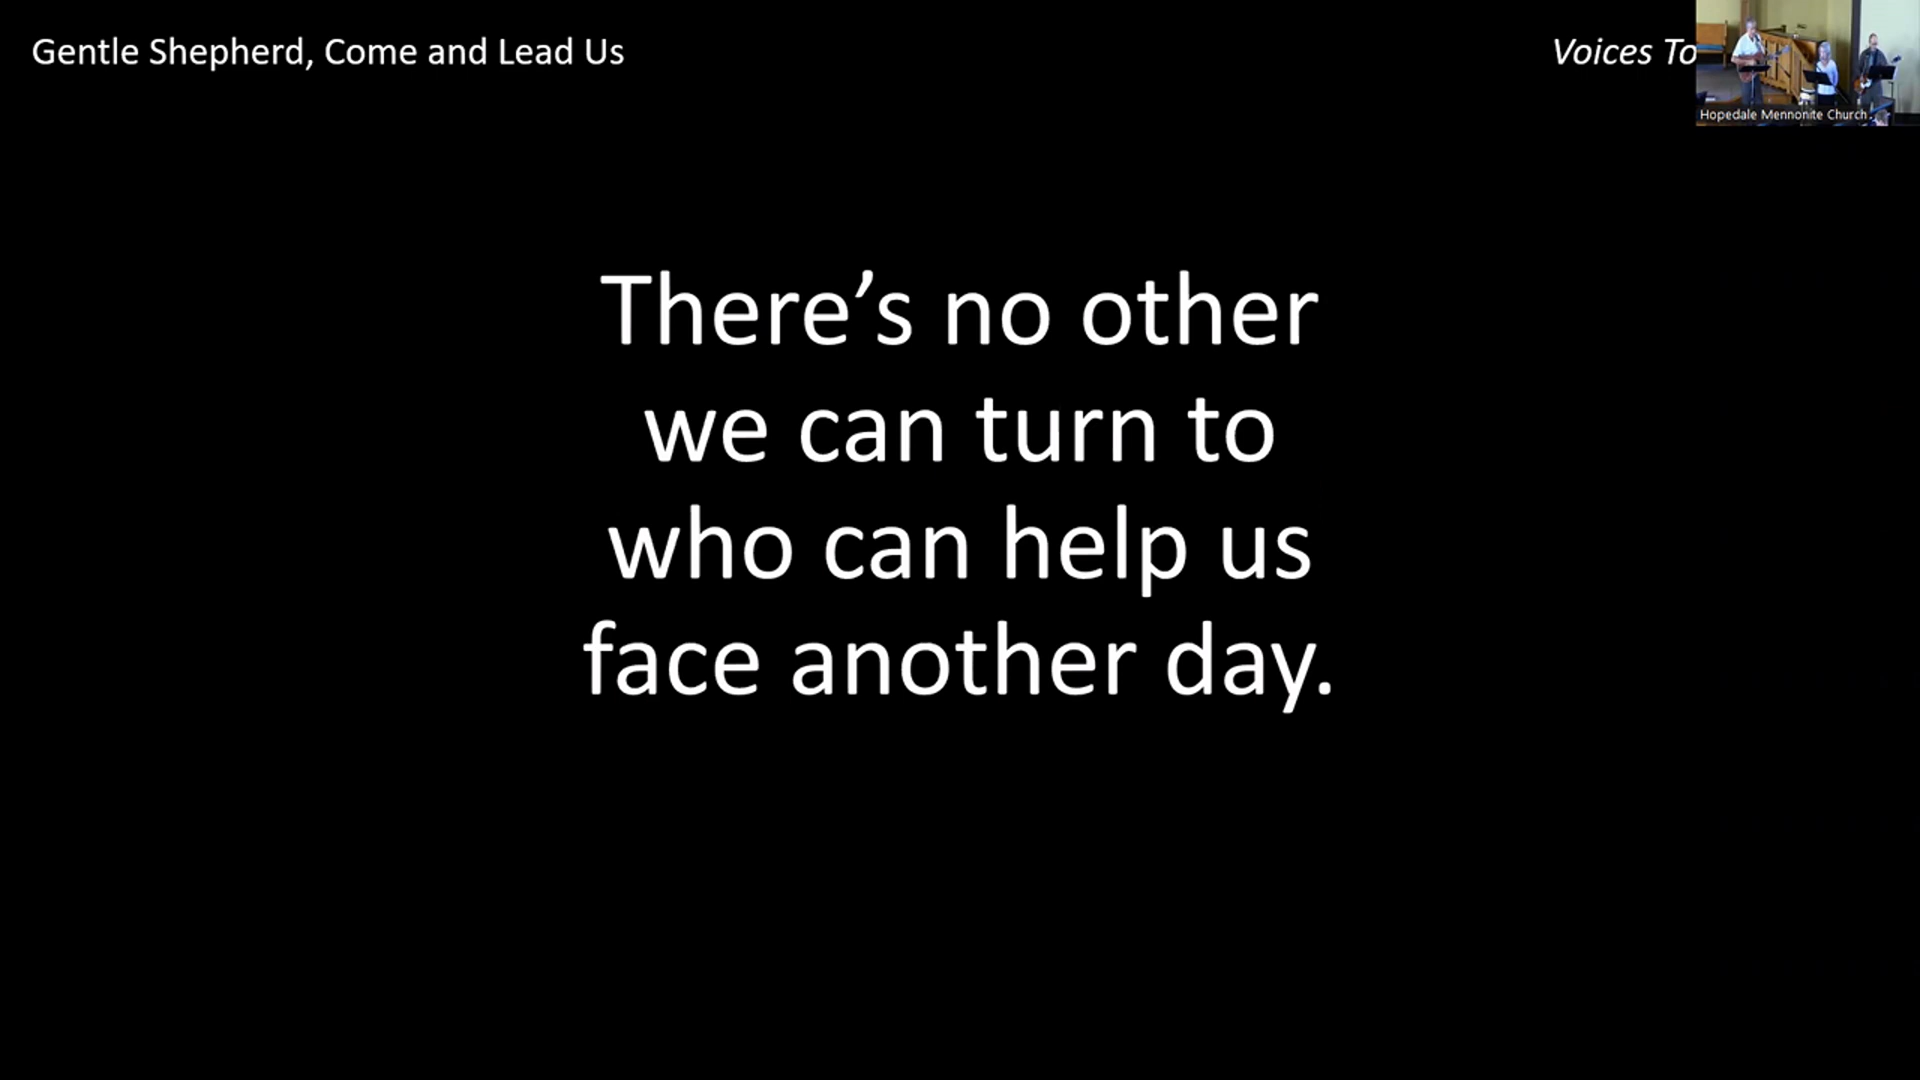 Gentle Shepherd, Come and Lead Us
Voices To
Hopedale Mennonite Church
There’s no other
we can turn to
who can help us
face another day.